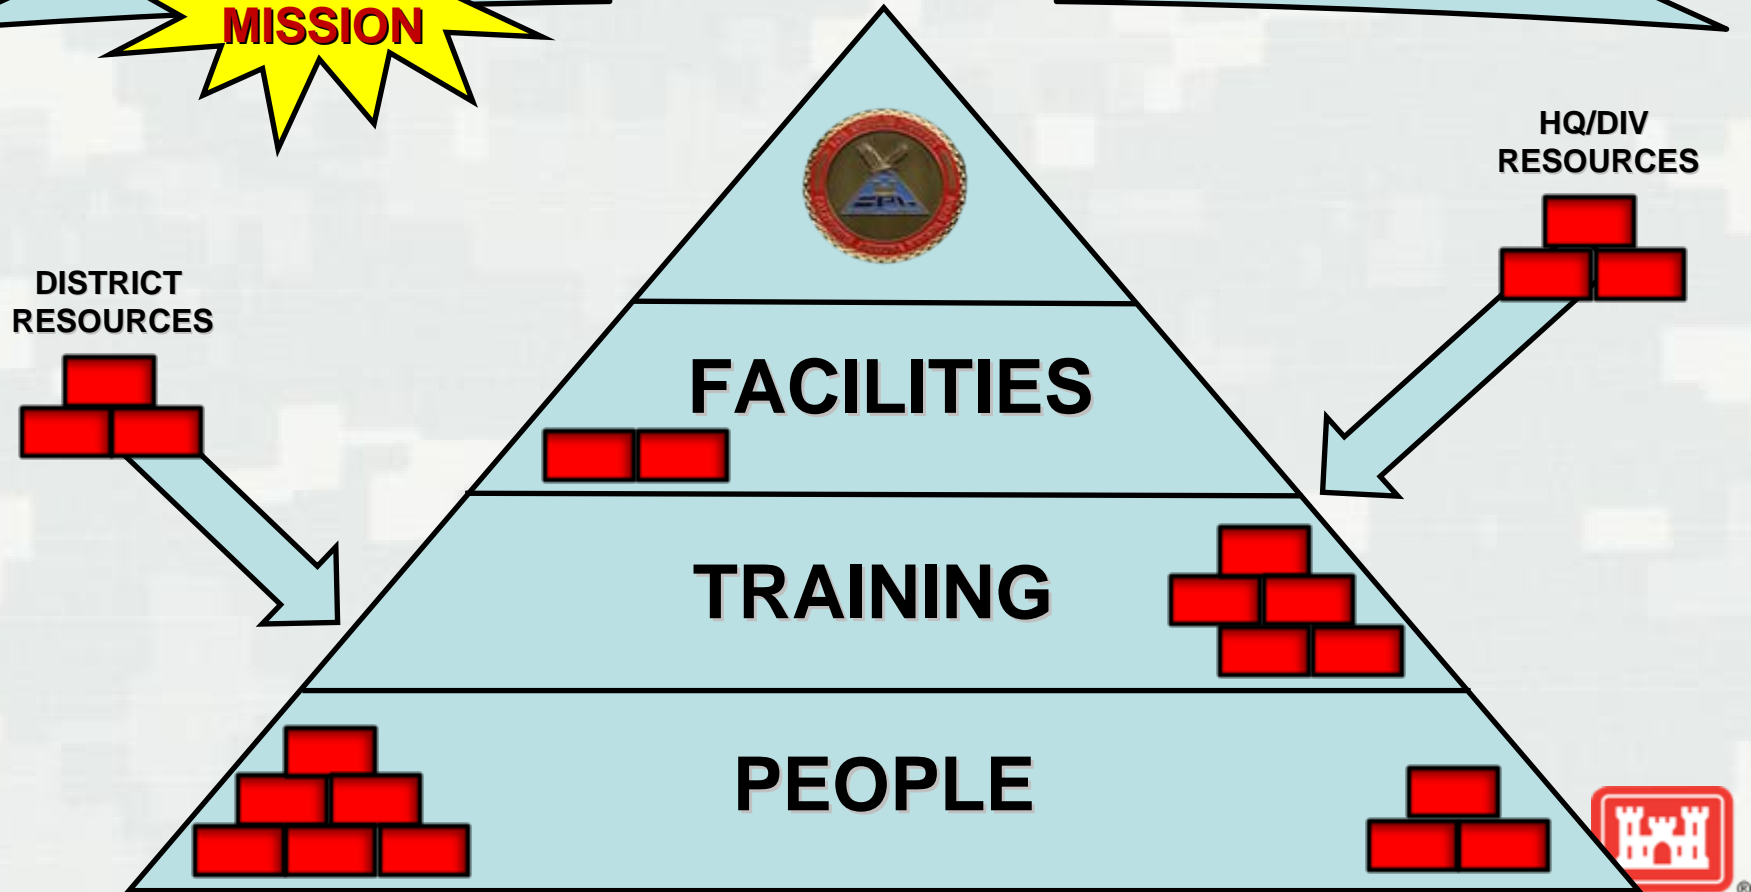 MISSION
HQ/DIV
RESOURCES
DISTRICT
RESOURCES
FACILITIES
TRAINING
PEOPLE
®